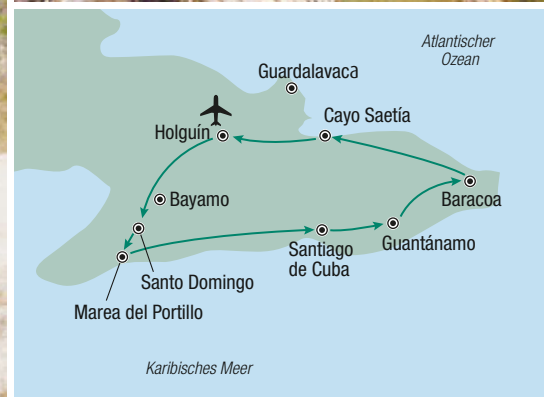 Atlantischer
Ozean
Guardalavaca
Cayo Saetía
Holguín
Bayamo
Baracoa
Guantánamo
Santiago
de Cuba
Santo Domingo
Marea del Portillo
Karibisches Meer